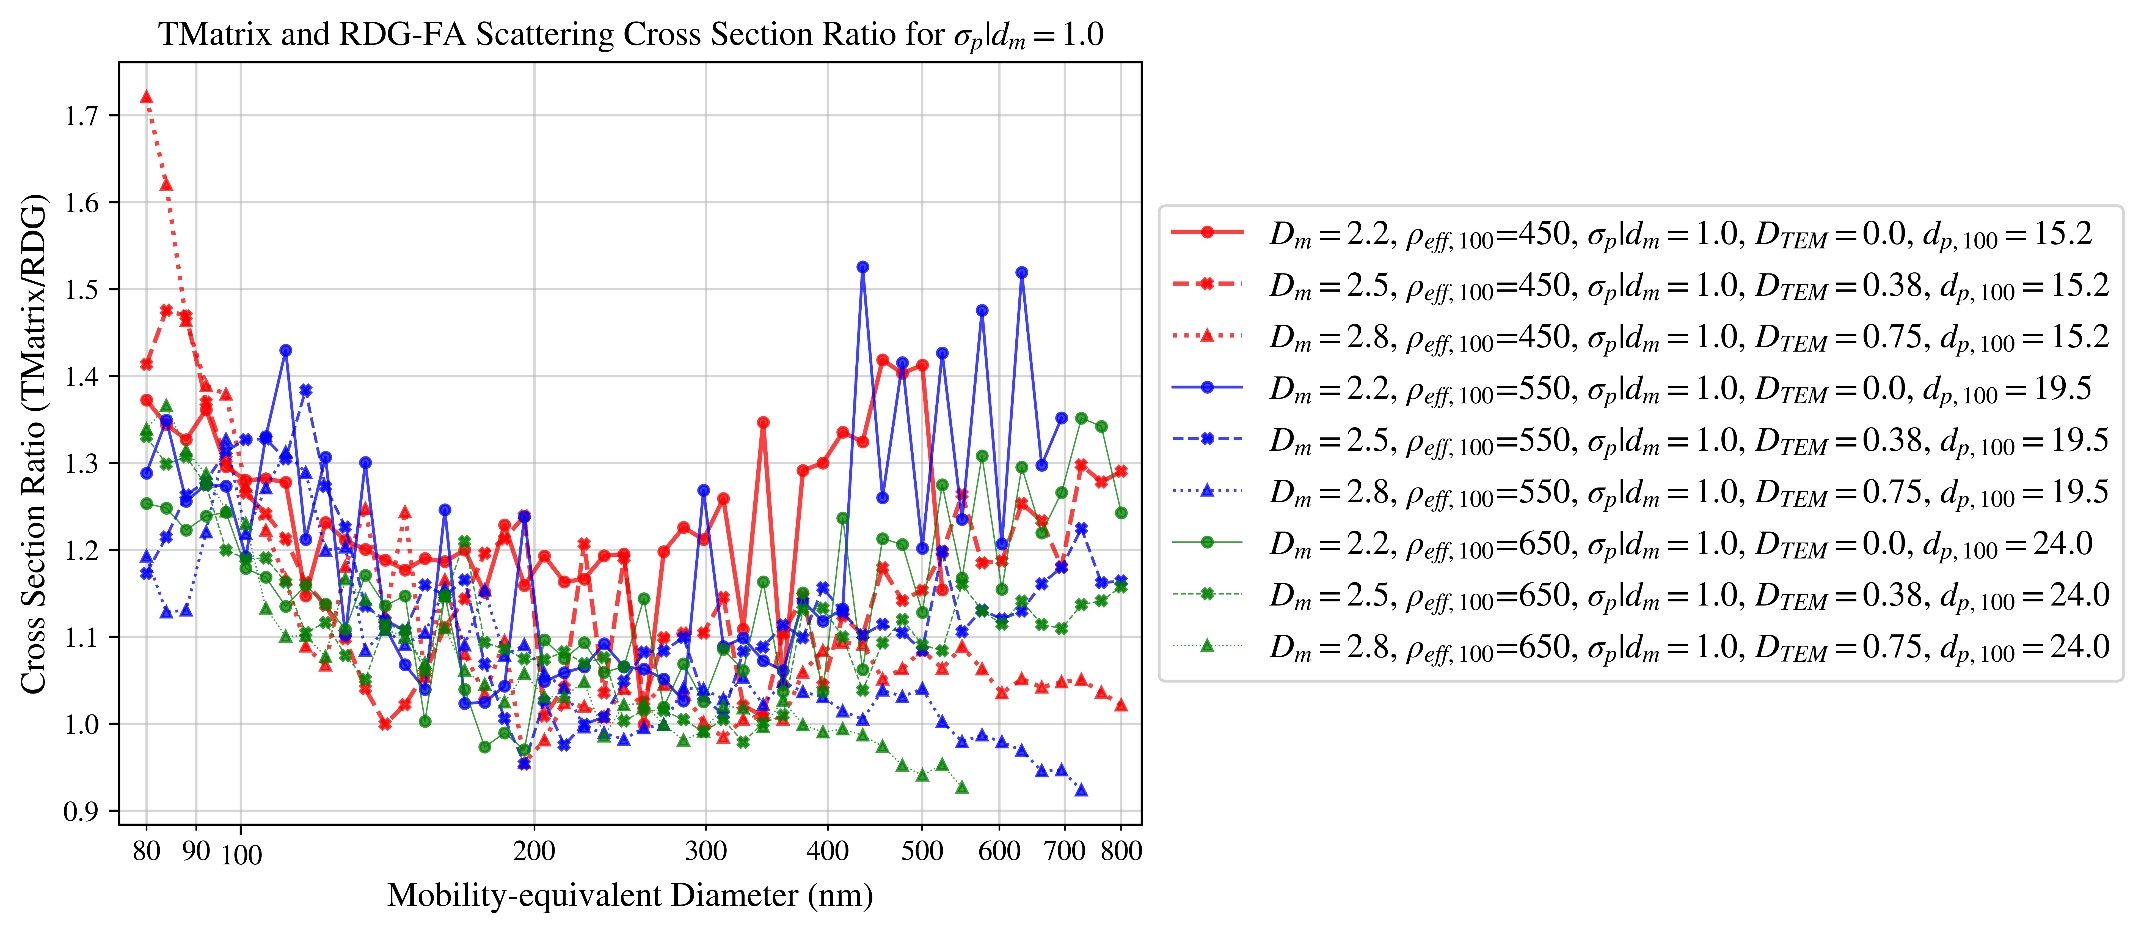 TMatrix and RDG-FA Scattering Cross Section Ratio for σp|dm = 1.0
Cross Section Ratio (TMatrix/RDG)
1.7
1.6
1.5
1.4
1.3
1.2
1.1
1.0
0.9
80 90 100 200 300 400 500 600 700 800
Mobility-equivalent Diameter (nm)
Dm = 2.2, ρeff,100=450, σp|dm = 1.0, DTEM = 0.0, dp,100 = 15.2
Dm = 2.5, ρeff,100=450, σp|dm = 1.0, DTEM = 0.38, dp,100 = 15.2
Dm = 2.8, ρeff,100=450, σp|dm = 1.0, DTEM = 0.75, dp,100 = 15.2
Dm = 2.2, ρeff,100=550, σp|dm = 1.0, DTEM = 0.0, dp,100 = 19.5
Dm = 2.5, ρeff,100=550, σp|dm = 1.0, DTEM = 0.38, dp,100 = 19.5
Dm = 2.8, ρeff,100=550, σp|dm = 1.0, DTEM = 0.75, dp,100 = 19.5
Dm = 2.2, ρeff,100=650, σp|dm = 1.0, DTEM = 0.0, dp,100 = 24.0
Dm = 2.5, ρeff,100=650, σp|dm = 1.0, DTEM = 0.38, dp,100 = 24.0
Dm = 2.8, ρeff,100=650, σp|dm = 1.0, DTEM = 0.75, dp,100 = 24.0